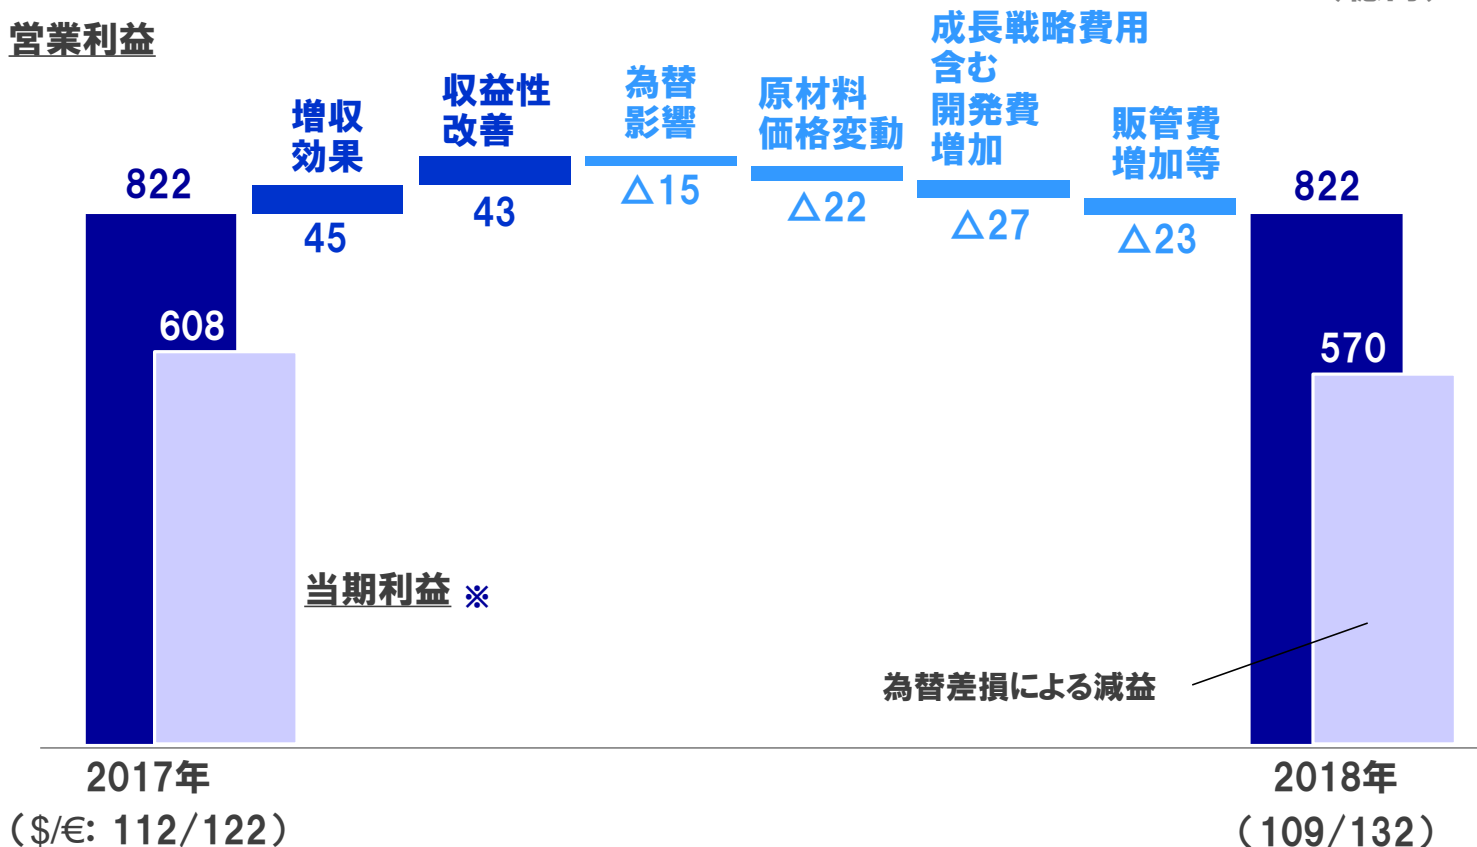 営業利益
822
増収
効果
45
収益性
改善
43
為替
影響
△15
原材料
価格変動
△22
成長戦略費用
含む
開発費
増加
△27
販管費
増加等
△23
822
608
570
当期利益 ※
為替差損による減益
2017年
($/€: 112/122)
2018年
(109/132)